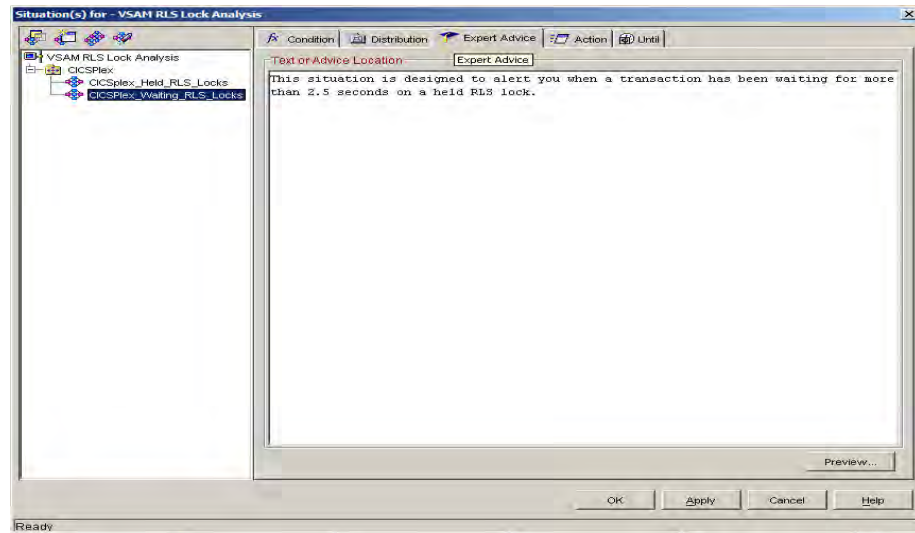 Situation(s) for - VSAM RLS Lock Analysis
VSAM RLS Lock Analysis
CICSPlex
CICSplex_Held_RLS_Locks
CICSPlex_Waiting_RLS_Locks
fx Condition Distribution Expert Advice Action Until
Text or Advice Location
Expert Advice
This situation is designed to alert you when a transaction has been waiting for more
than 2.5 seconds on a held RLS lock.
Preview...
OK Apply Cancel Help
Ready